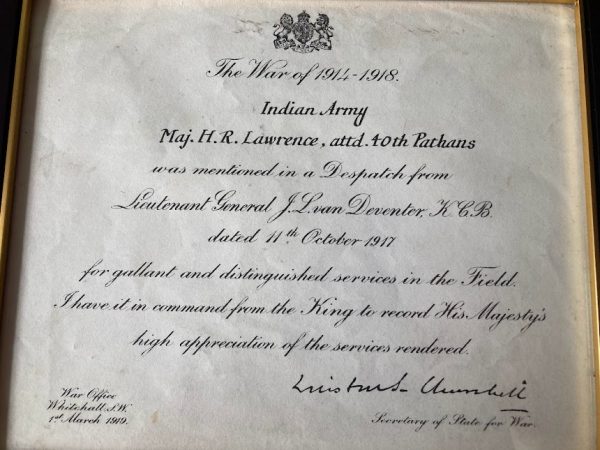 The War of 1914-1918.
Indian Army
Maj. H. R. Lawrence, attd. 40th Pathans
was mentioned in a Despatch from
Lieutenant General J. L. van Deventer, K.C.B.
dated 11th October 1917
for gallant and distinguished services in the Field.
I have it in command from the King to record His Majesty's
high appreciation of the services rendered.
Winston S. Churchill
War Office
Whitehall, S.W.
1st March 1919.
Secretary of State for War.